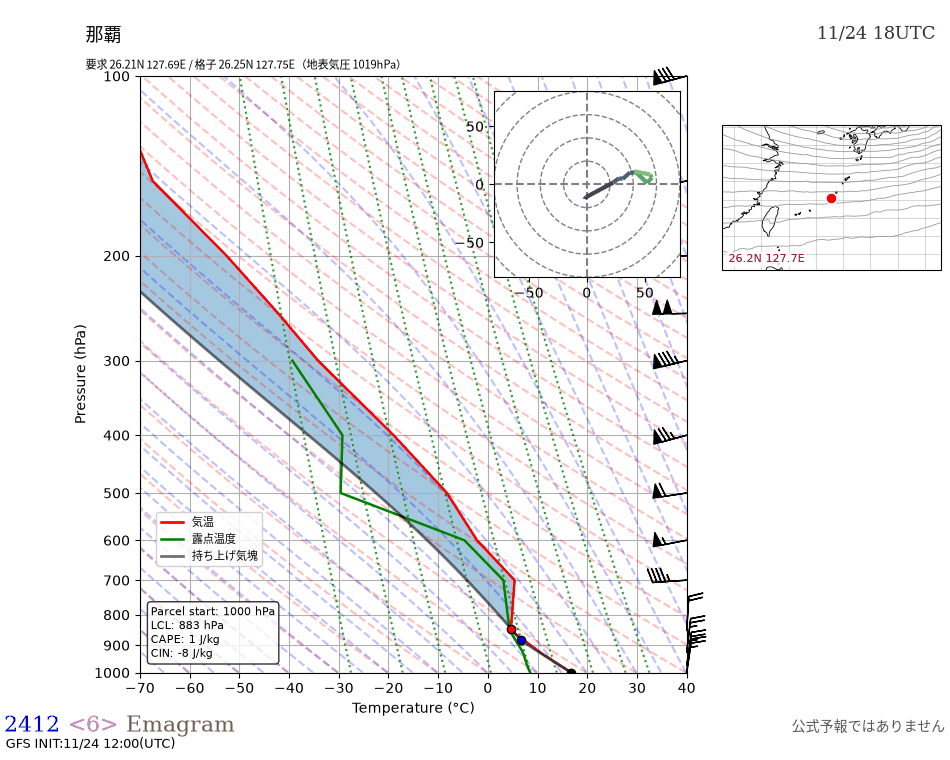 那覇
11/24 18UTC
要求 26.21N 127.69E / 格子 26.25N 127.75E（地表気圧 1019hPa）
100
200
300
400
500
600
700
800
900
1000
Pressure (hPa)
−70 −60 −50 −40 −30 −20 −10 0 10 20 30 40
Temperature (°C)
50
0
−50
−50 0 50
26.2N 127.7E
気温
露点温度
持ち上げ気塊
Parcel start: 1000 hPa
LCL: 883 hPa
CAPE: 1 J/kg
CIN: -8 J/kg
2412 <6> Emagram
公式予報ではありません
GFS INIT:11/24 12:00(UTC)